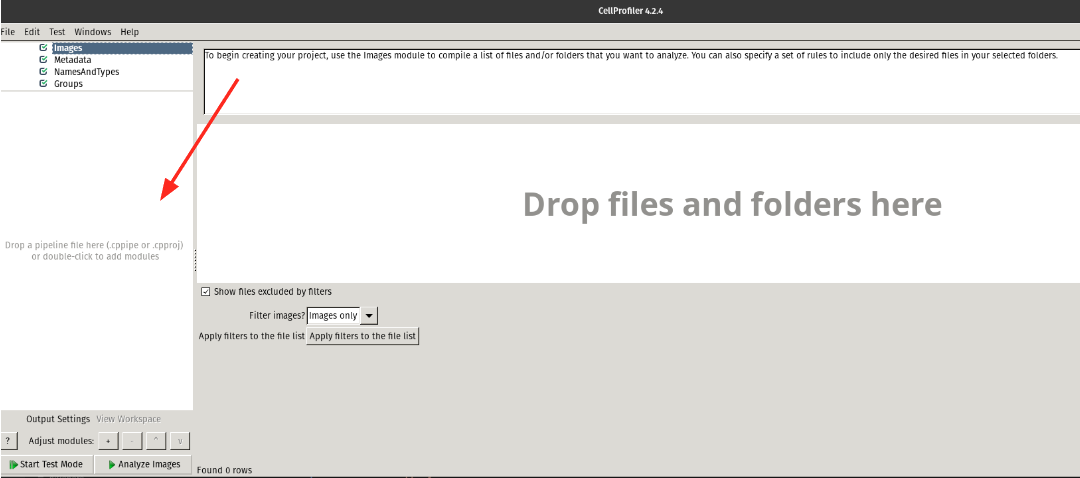 CellProfiler 4.2.4
File Edit Test Windows Help
Images
Metadata
NamesAndTypes
Groups
To begin creating your project, use the Images module to compile a list of files and/or folders that you want to analyze. You can also specify a set of rules to include only the desired files in your selected folders.
Drop files and folders here
Drop a pipeline file here (.cppipe or .cpproj)
or double-click to add modules
Show files excluded by filters
Filter images? Images only
Apply filters to the file list Apply filters to the file list
Output Settings View Workspace
? Adjust modules: + - ^ v
Start Test Mode Analyze Images
Found 0 rows